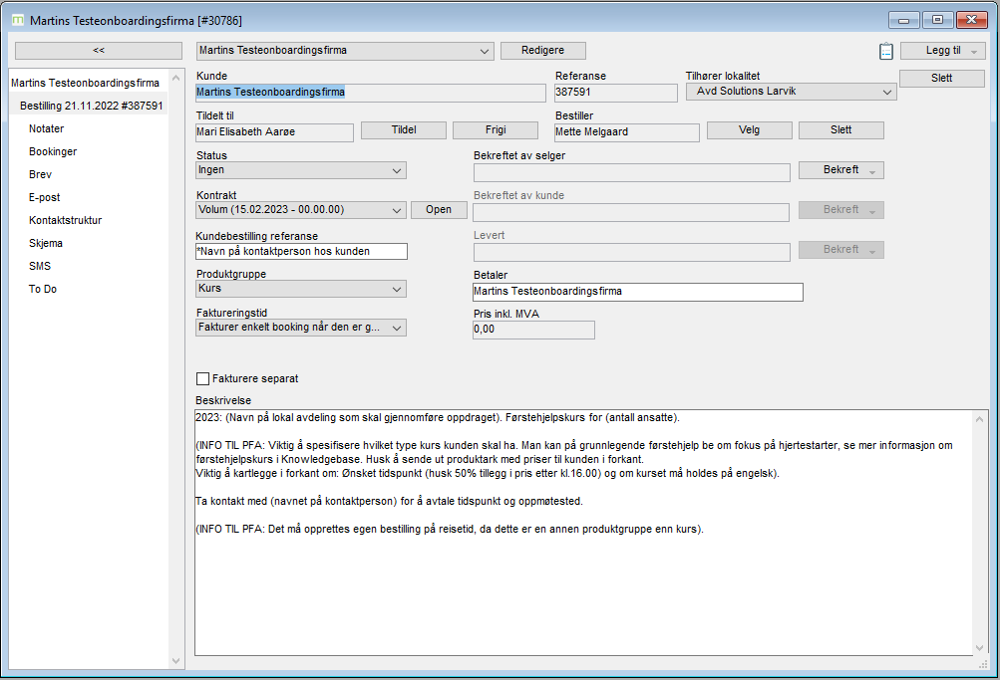 m Martins Testeonboardingsfirma [#30786]
<< Martins Testeonboardingsfirma Redigere Legg til
Martins Testeonboardingsfirma
Bestilling 21.11.2022 #387591
Notater
Bookinger
Brev
E-post
Kontaktstruktur
Skjema
SMS
To Do
Kunde Referanse Tilhører lokalitet Slett
Martins Testeonboardingsfirma 387591 Avd Solutions Larvik
Tildelt til Bestiller
Mari Elisabeth Aarøe Tildel Frigi Mette Melgaard Velg Slett
Status Bekreftet av selger
Ingen Bekreft
Kontrakt Bekreftet av kunde
Volum (15.02.2023 - 00.00.00) Open Bekreft
Kundebestilling referanse Levert
*Navn på kontaktperson hos kunden Bekreft
Produktgruppe Betaler
Kurs Martins Testeonboardingsfirma
Faktureringstid Pris inkl. MVA
Fakturer enkelt booking når den er g... 0,00
Fakturere separat
Beskrivelse
2023: (Navn på lokal avdeling som skal gjennomføre oppdraget). Førstehjelpskurs for (antall ansatte).
(INFO TIL PFA: Viktig å spesifisere hvilket type kurs kunden skal ha. Man kan på grunnlegende førstehjelp be om fokus på hjertestarter, se mer informasjon om
førstehjelpskurs i Knowledgebase. Husk å sende ut produktark med priser til kunden i forkant.
Viktig å kartlegge i forkant om: Ønsket tidspunkt (husk 50% tillegg i pris etter kl.16.00) og om kurset må holdes på engelsk).
Ta kontakt med (navnet på kontaktperson) for å avtale tidspunkt og oppmøtested.
(INFO TIL PFA: Det må opprettes egen bestilling på reisetid, da dette er en annen produktgruppe enn kurs).